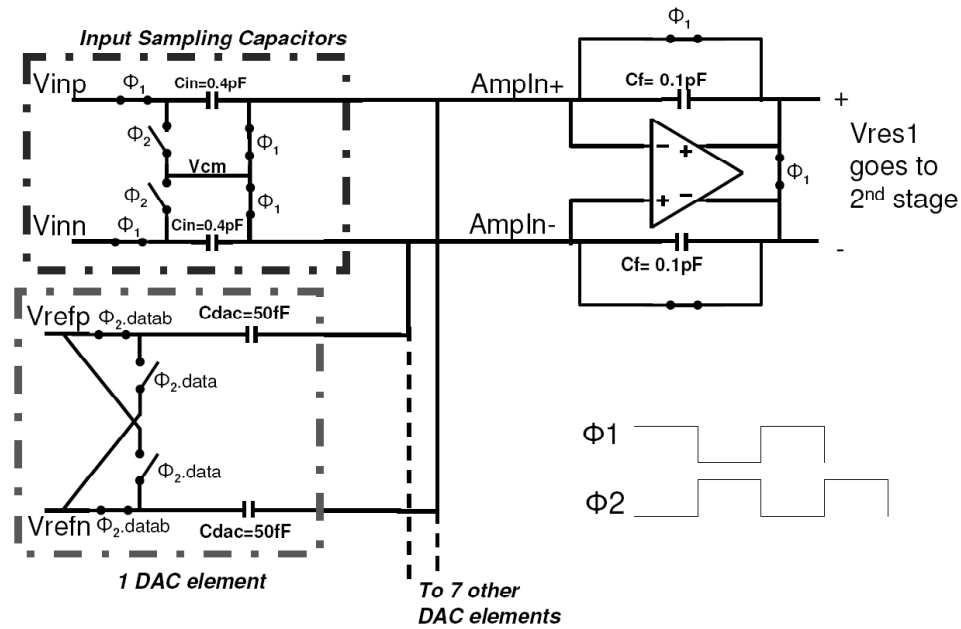 Input Sampling Capacitors
Vinp
Φ1
Cin=0.4pF
Φ2
Φ1
Vcm
Φ2
Φ1
Vinn
Φ1
Cin=0.4pF
AmpIn+
Φ1
Cf= 0.1pF
+
Vres1
goes to
2nd stage
-
− +
+ −
Φ1
AmpIn-
Cf= 0.1pF
Vrefp
Φ2.datab
Cdac=50fF
Φ2.data
Φ2.data
Vrefn
Φ2.datab
Cdac=50fF
1 DAC element
To 7 other
DAC elements
Φ1
Φ2